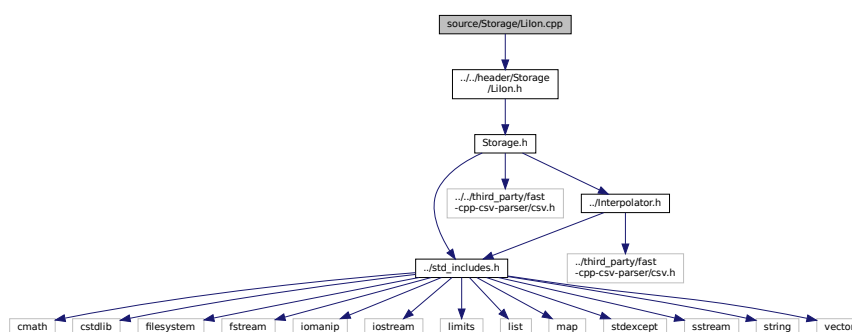 source/Storage/LiIon.cpp
../../header/Storage
/LiIon.h
Storage.h
../../third_party/fast
-cpp-csv-parser/csv.h
../Interpolator.h
../std_includes.h
../third_party/fast
-cpp-csv-parser/csv.h
cmath
cstdlib
filesystem
fstream
iomanip
iostream
limits
list
map
stdexcept
sstream
string
vecto